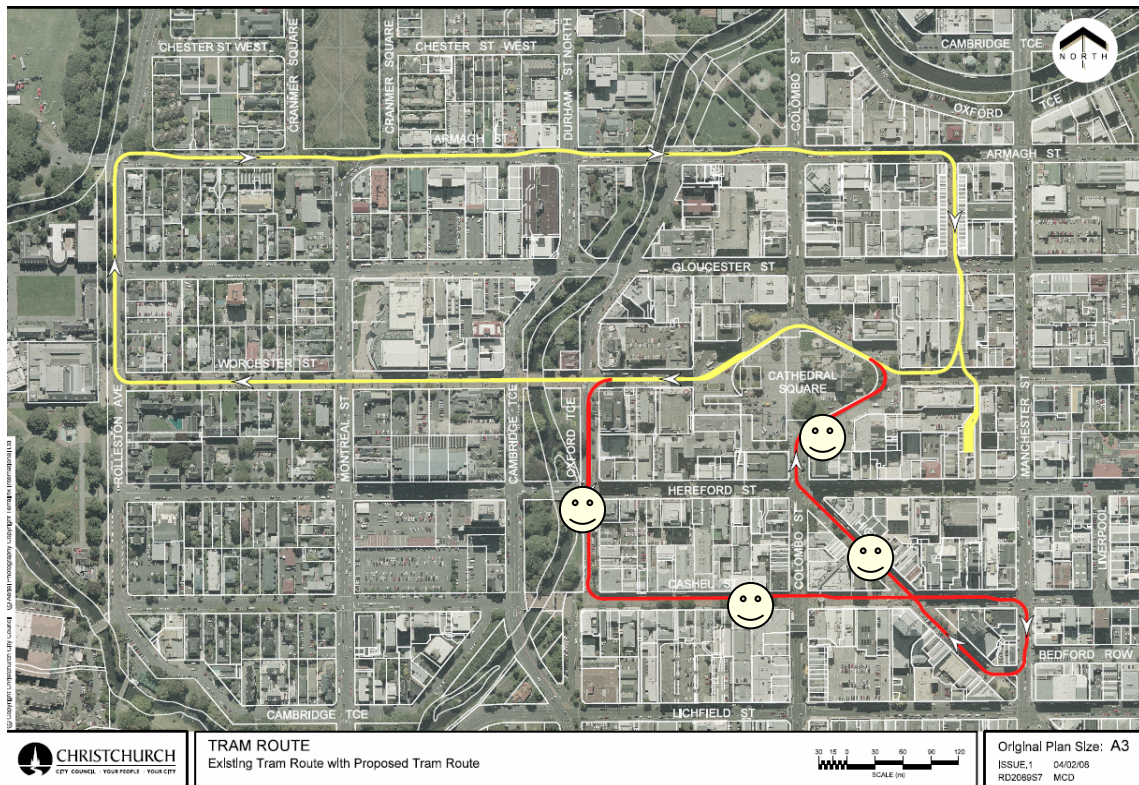 CHESTER ST WEST
CRANMER SQUARE
CRANMER SQUARE
CHESTER ST WEST
DURHAM ST NORTH
COLOMBO ST
CAMBRIDGE TCE
NORTH
OXFORD TCE
ARMAGH ST
ARMAGH ST
GLOUCESTER ST
WORCESTER ST
CATHEDRAL
SQUARE
ROLLESTON AVE
MONTREAL ST
CAMBRIDGE TCE
OXFORD TCE
MANCHESTER ST
HEREFORD ST
COLOMBO ST
LIVERPOOL
CASHEL ST
BEDFORD ROW
CAMBRIDGE TCE
LICHFIELD ST
CHRISTCHURCH
CITY COUNCIL · YOUR PEOPLE · YOUR CITY
TRAM ROUTE
Existing Tram Route with Proposed Tram Route
30 15 0 30 60 90 120
SCALE (m)
Original Plan Size: A3
ISSUE.1 04/02/08
RD2089S7 MCD